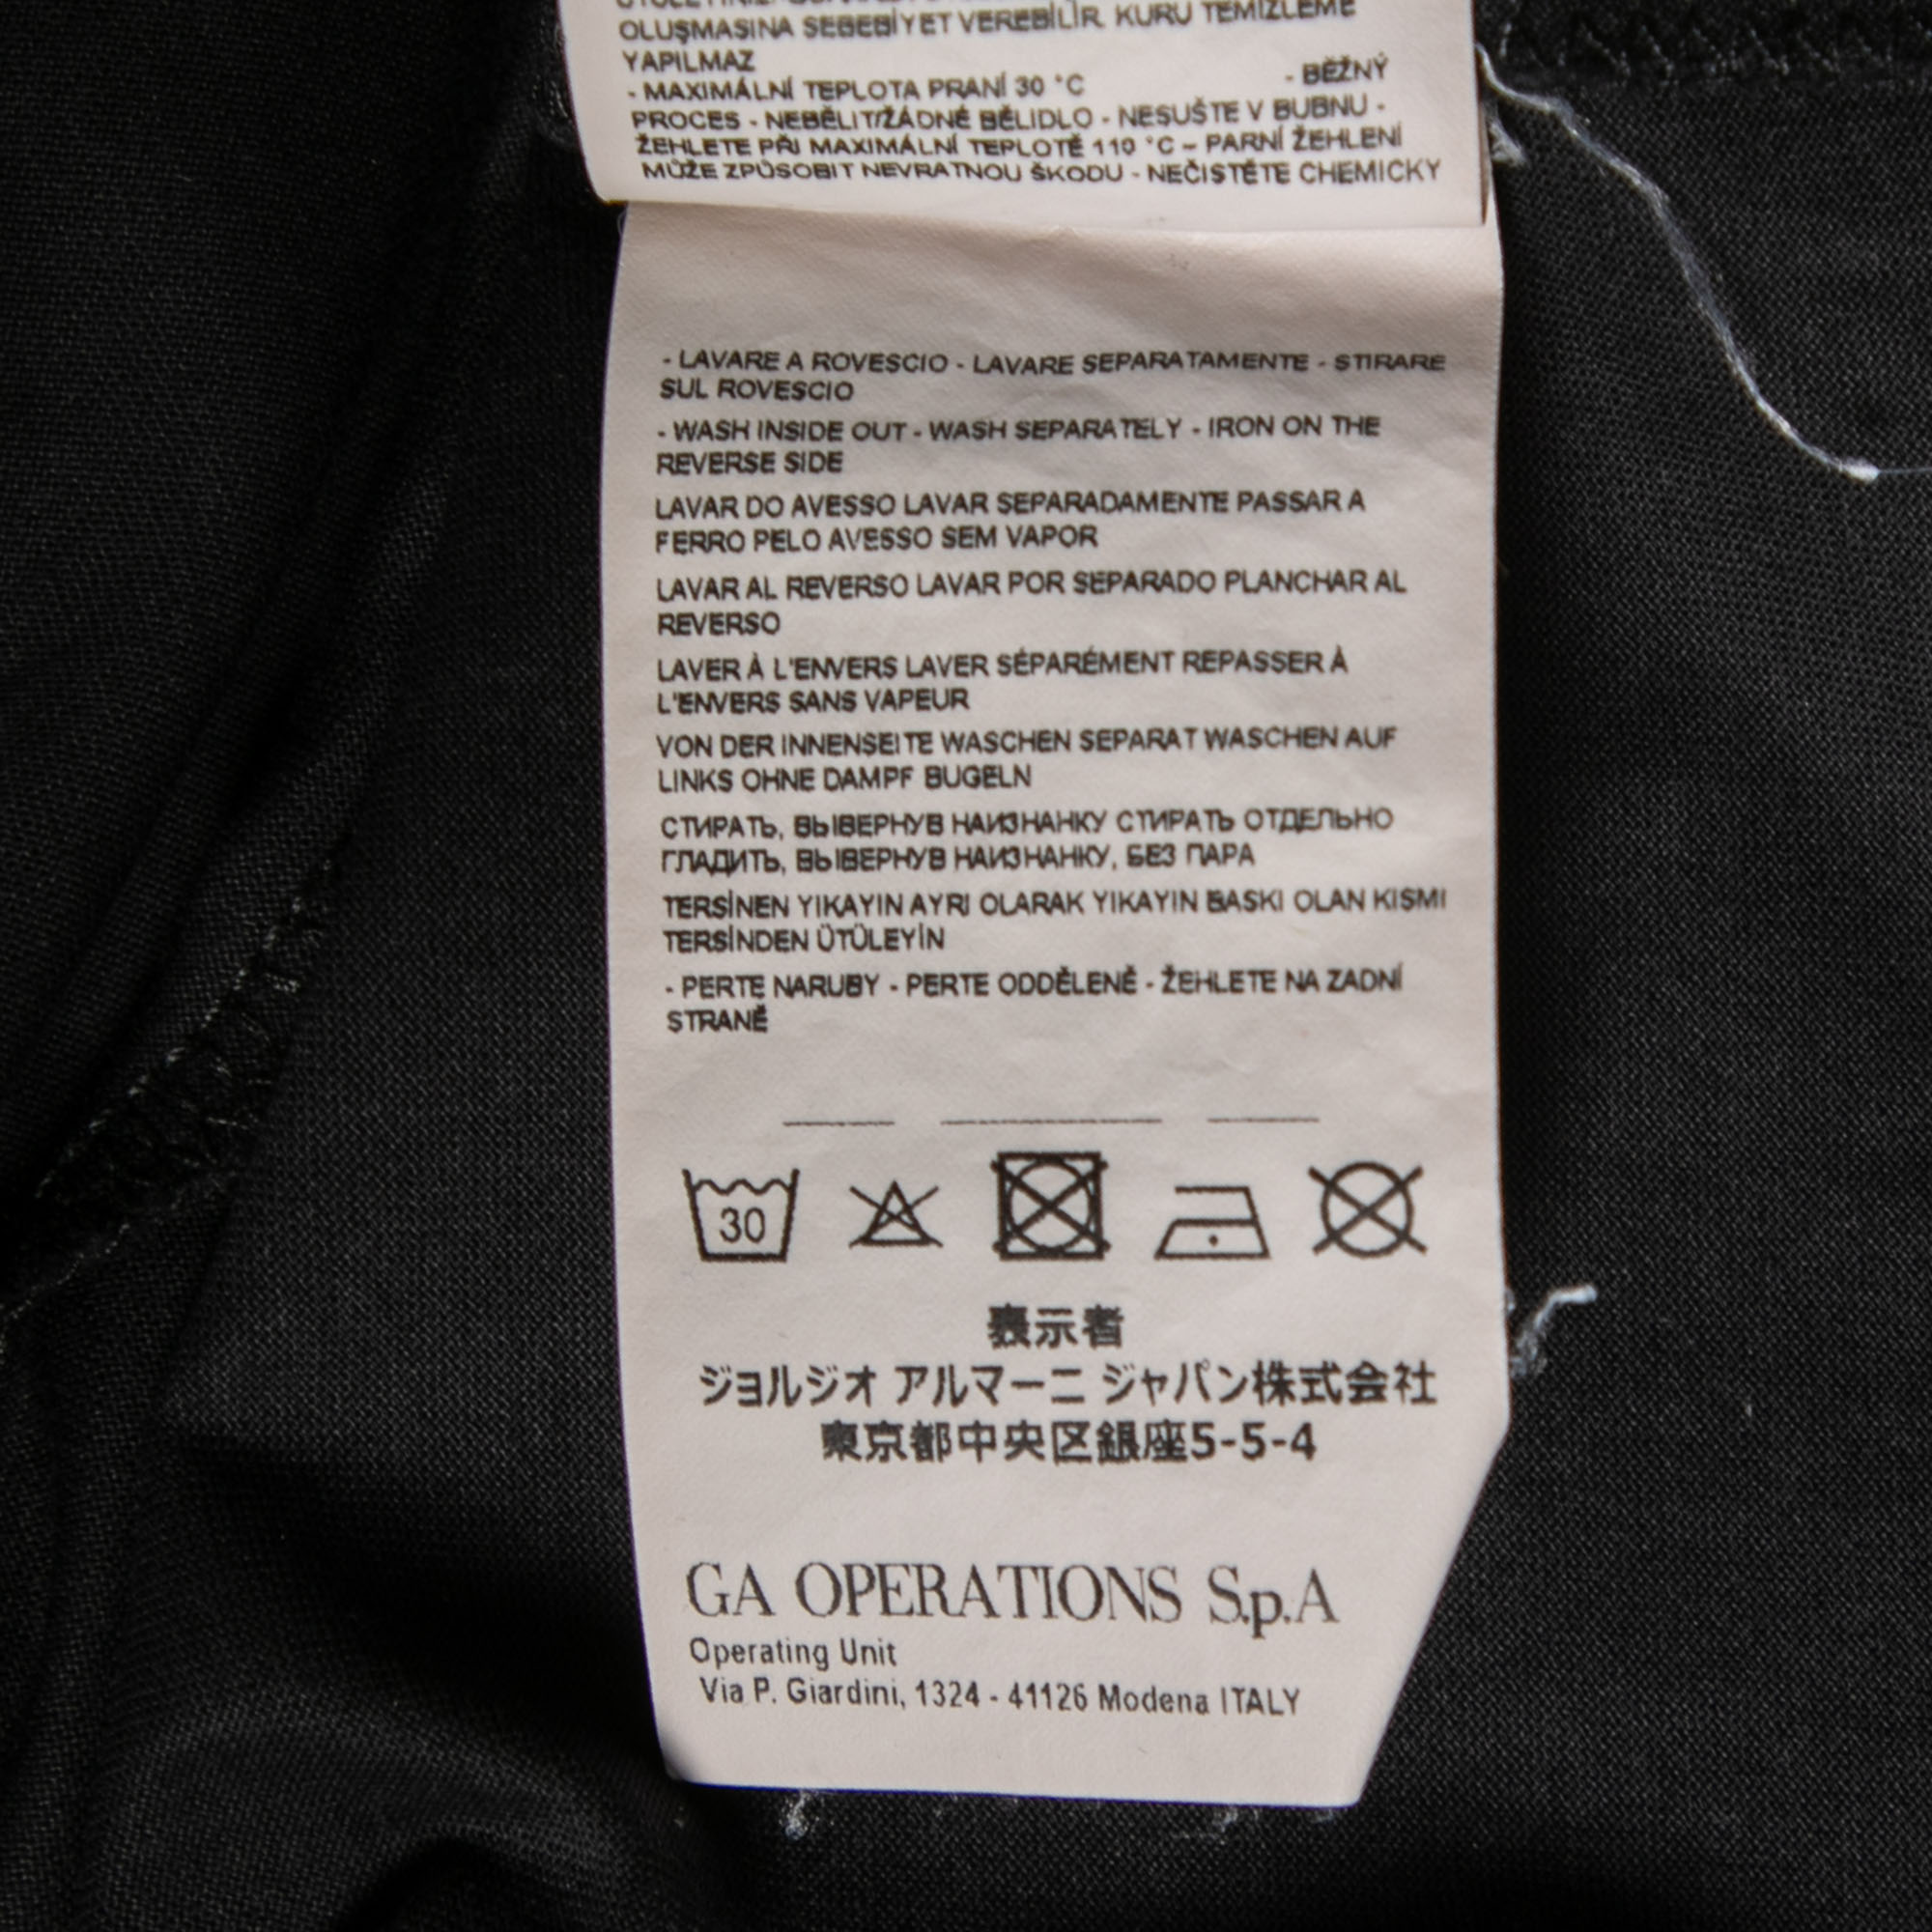 OLUŞMASINA SEBEBİYET VEREBİLİR. KURU TEMİZLEME
YAPILMAZ
- MAXIMÁLNÍ TEPLOTA PRANÍ 30 °C - BĚŽNÝ
PROCES - NEBĚLIT/ŽÁDNÉ BĚLIDLO - NESUŠTE V BUBNU -
ŽEHLETE PŘI MAXIMÁLNÍ TEPLOTĚ 110 °C – PARNÍ ŽEHLENÍ
MŮŽE ZPŮSOBIT NEVRATNOU ŠKODU - NEČISTĚTE CHEMICKY
- LAVARE A ROVESCIO - LAVARE SEPARATAMENTE - STIRARE
SUL ROVESCIO
- WASH INSIDE OUT - WASH SEPARATELY - IRON ON THE
REVERSE SIDE
LAVAR DO AVESSO LAVAR SEPARADAMENTE PASSAR A
FERRO PELO AVESSO SEM VAPOR
LAVAR AL REVERSO LAVAR POR SEPARADO PLANCHAR AL
REVERSO
LAVER À L'ENVERS LAVER SÉPARÉMENT REPASSER À
L'ENVERS SANS VAPEUR
VON DER INNENSEITE WASCHEN SEPARAT WASCHEN AUF
LINKS OHNE DAMPF BUGELN
СТИРАТЬ, ВЫВЕРНУВ НАИЗНАНКУ СТИРАТЬ ОТДЕЛЬНО
ГЛАДИТЬ, ВЫВЕРНУВ НАИЗНАНКУ, БЕЗ ПАРА
TERSİNEN YIKAYIN AYRI OLARAK YIKAYIN BASKI OLAN KISMI
TERSİNDEN ÜTÜLEYİN
- PERTE NARUBY - PERTE ODDĚLENĚ - ŽEHLETE NA ZADNÍ
STRANĚ
30
表示者
ジョルジオ アルマーニ ジャパン株式会社
東京都中央区銀座5-5-4
GA OPERATIONS S.p.A
Operating Unit
Via P. Giardini, 1324 - 41126 Modena ITALY